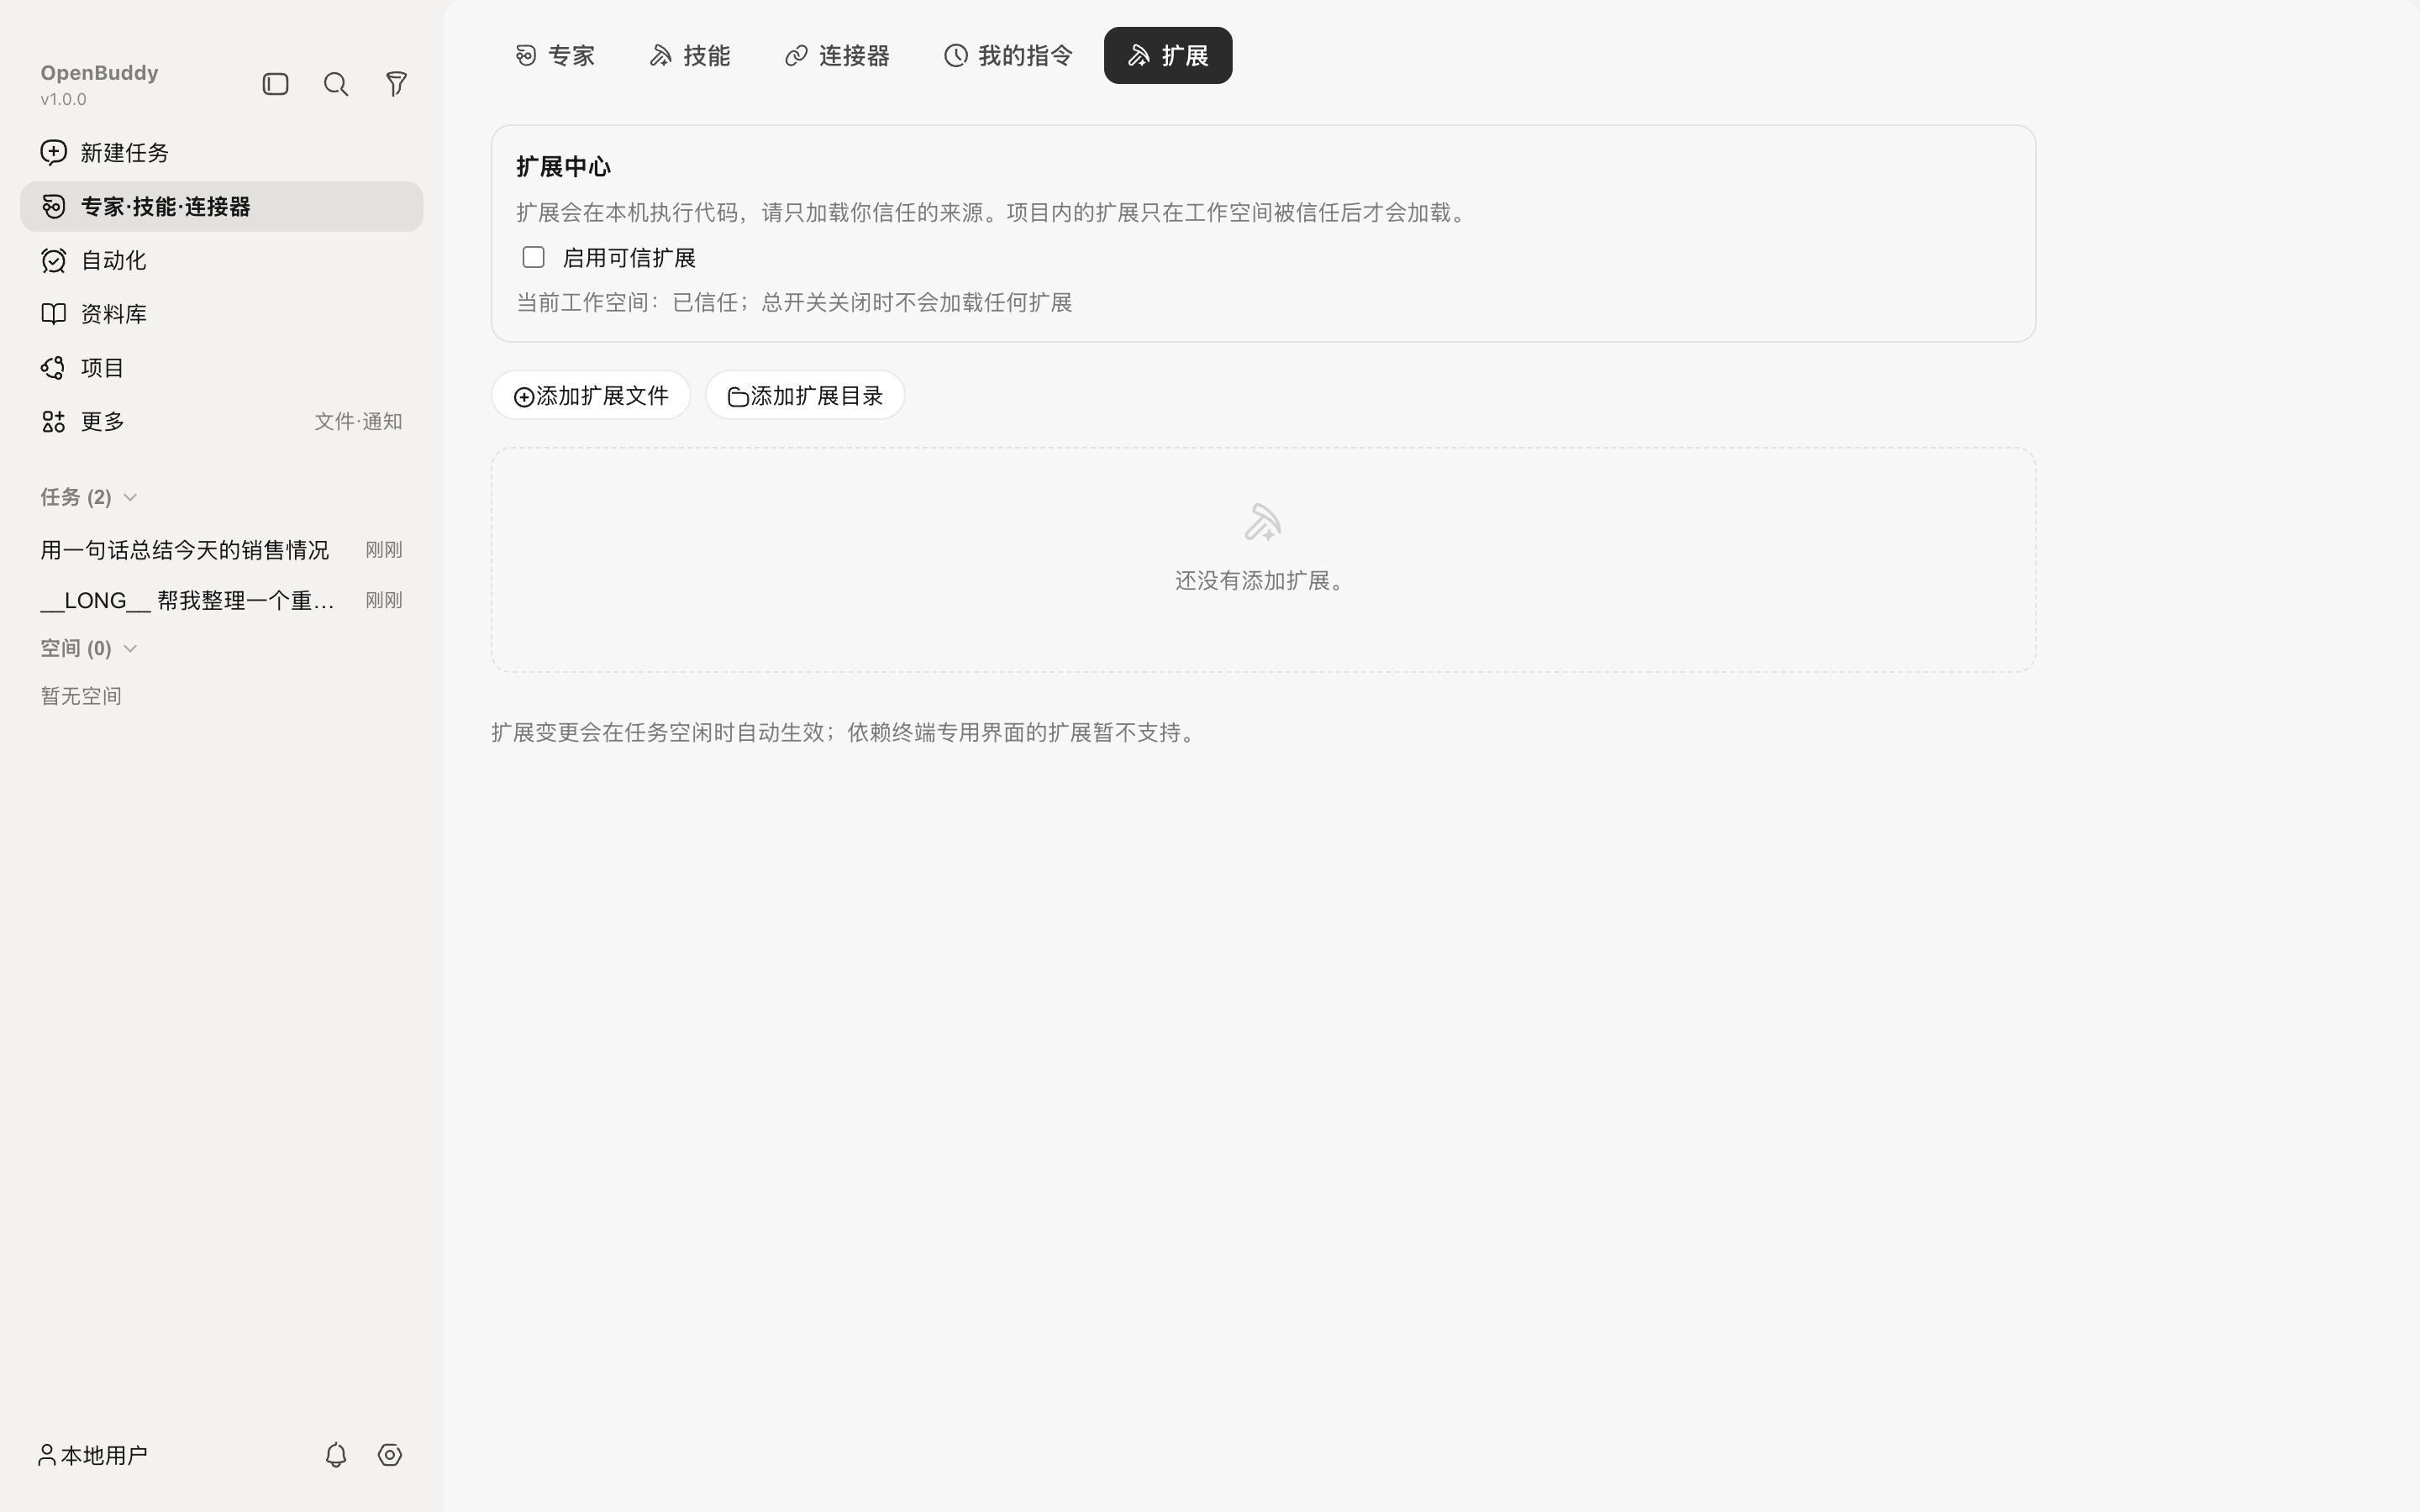 OpenBuddy
v1.0.0
新建任务
专家·技能·连接器
自动化
资料库
项目
更多 文件·通知
任务 (2)
用一句话总结今天的销售情况 刚刚
__LONG__ 帮我整理一个重… 刚刚
空间 (0)
暂无空间
本地用户
专家 技能 连接器 我的指令 扩展
扩展中心
扩展会在本机执行代码，请只加载你信任的来源。项目内的扩展只在工作空间被信任后才会加载。
启用可信扩展
当前工作空间：已信任；总开关关闭时不会加载任何扩展
添加扩展文件 添加扩展目录
还没有添加扩展。
扩展变更会在任务空闲时自动生效；依赖终端专用界面的扩展暂不支持。